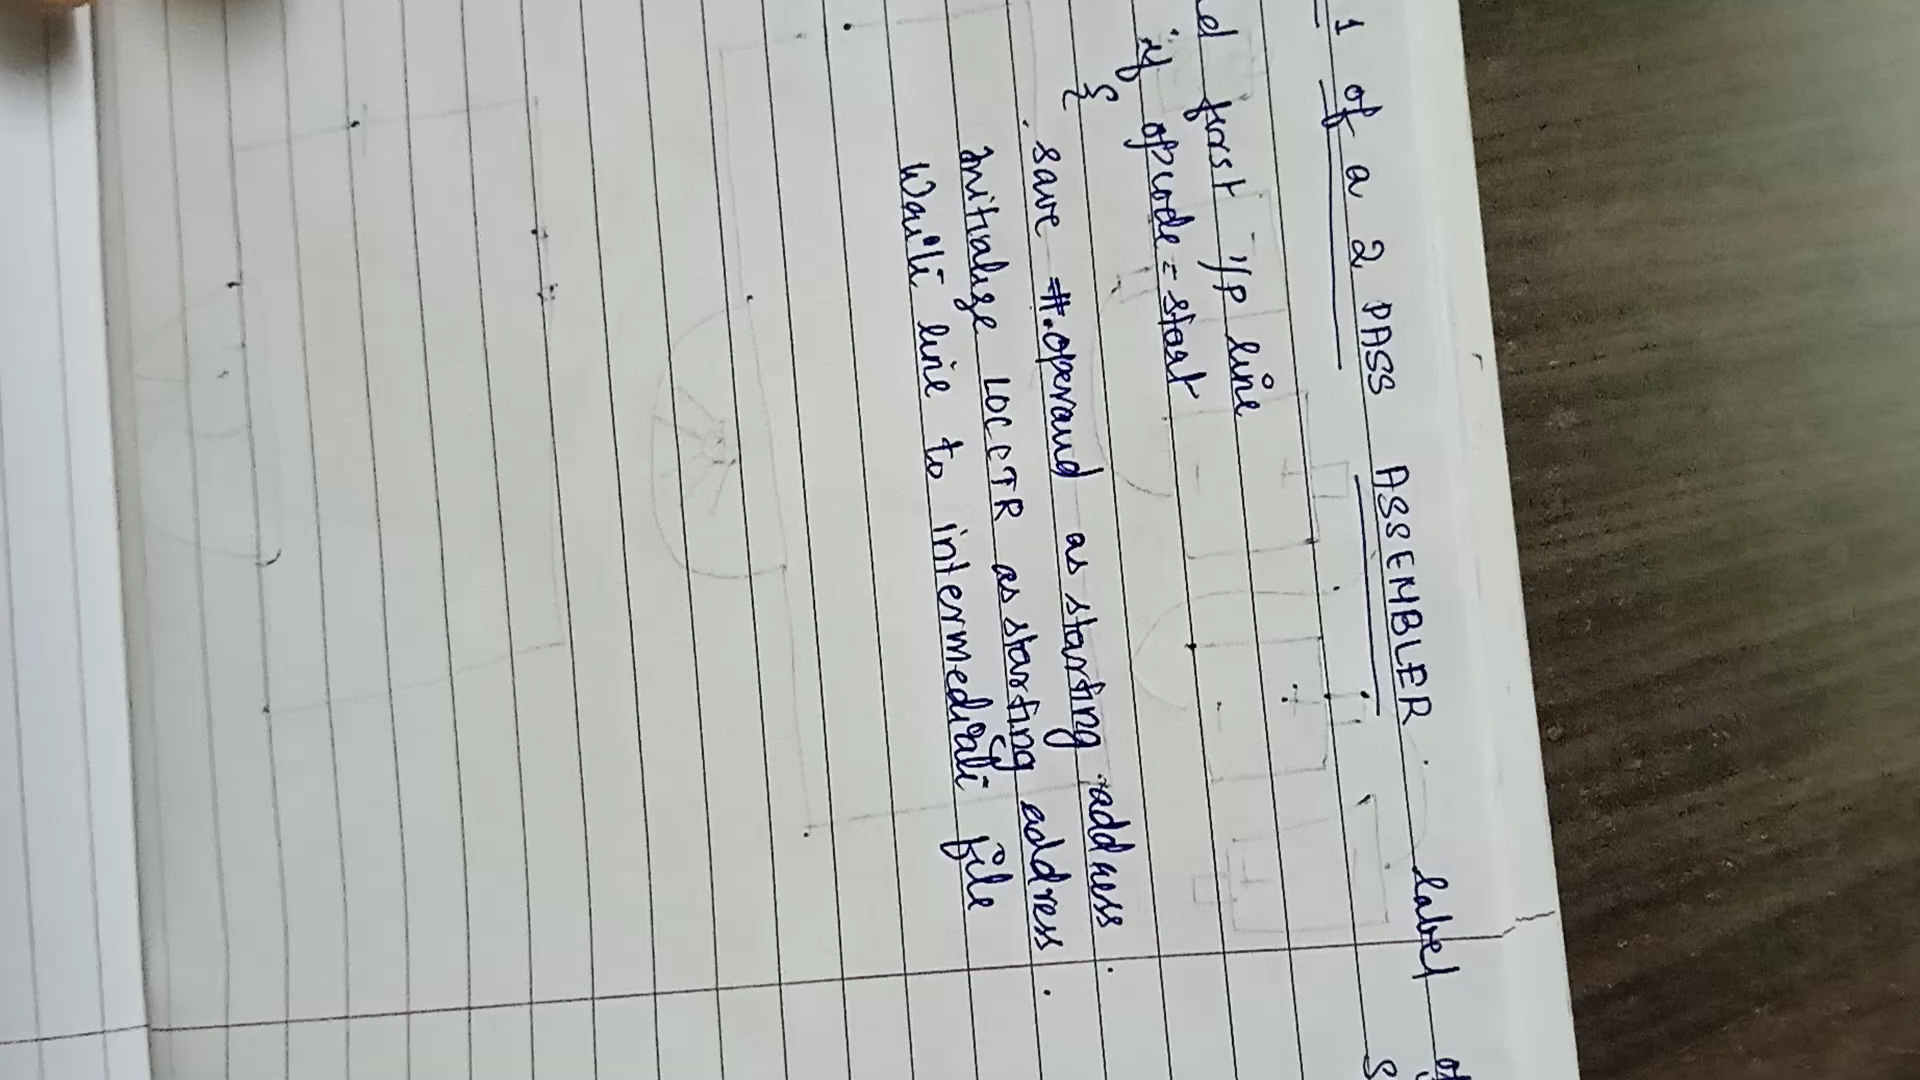 1 of a 2 PASS ASSEMBLER. label of
first i/p line
if opcode = start
{
save #.operand as starting address.
initialize LOCCTR as starting address.
Write line to intermediate file